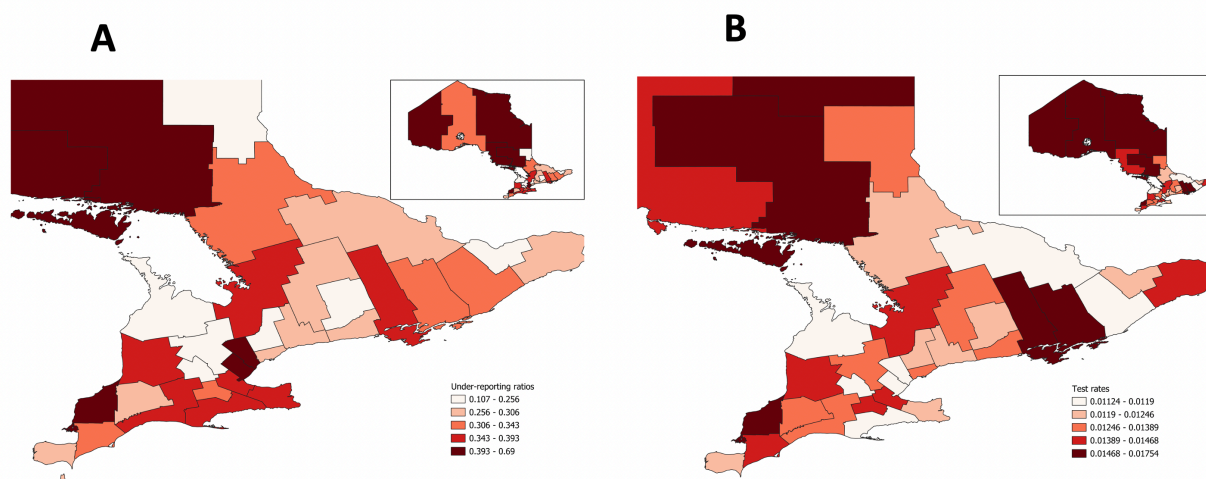 A
B
Under-reporting ratios
0.107 - 0.256
0.256 - 0.306
0.306 - 0.343
0.343 - 0.393
0.393 - 0.69
Test rates
0.01124 - 0.0119
0.0119 - 0.01246
0.01246 - 0.01389
0.01389 - 0.01468
0.01468 - 0.01754